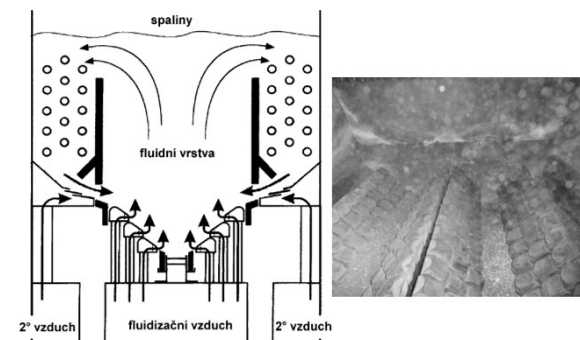 spaliny
fluidní vrstva
2° vzduch
fluidizační vzduch
2° vzduch